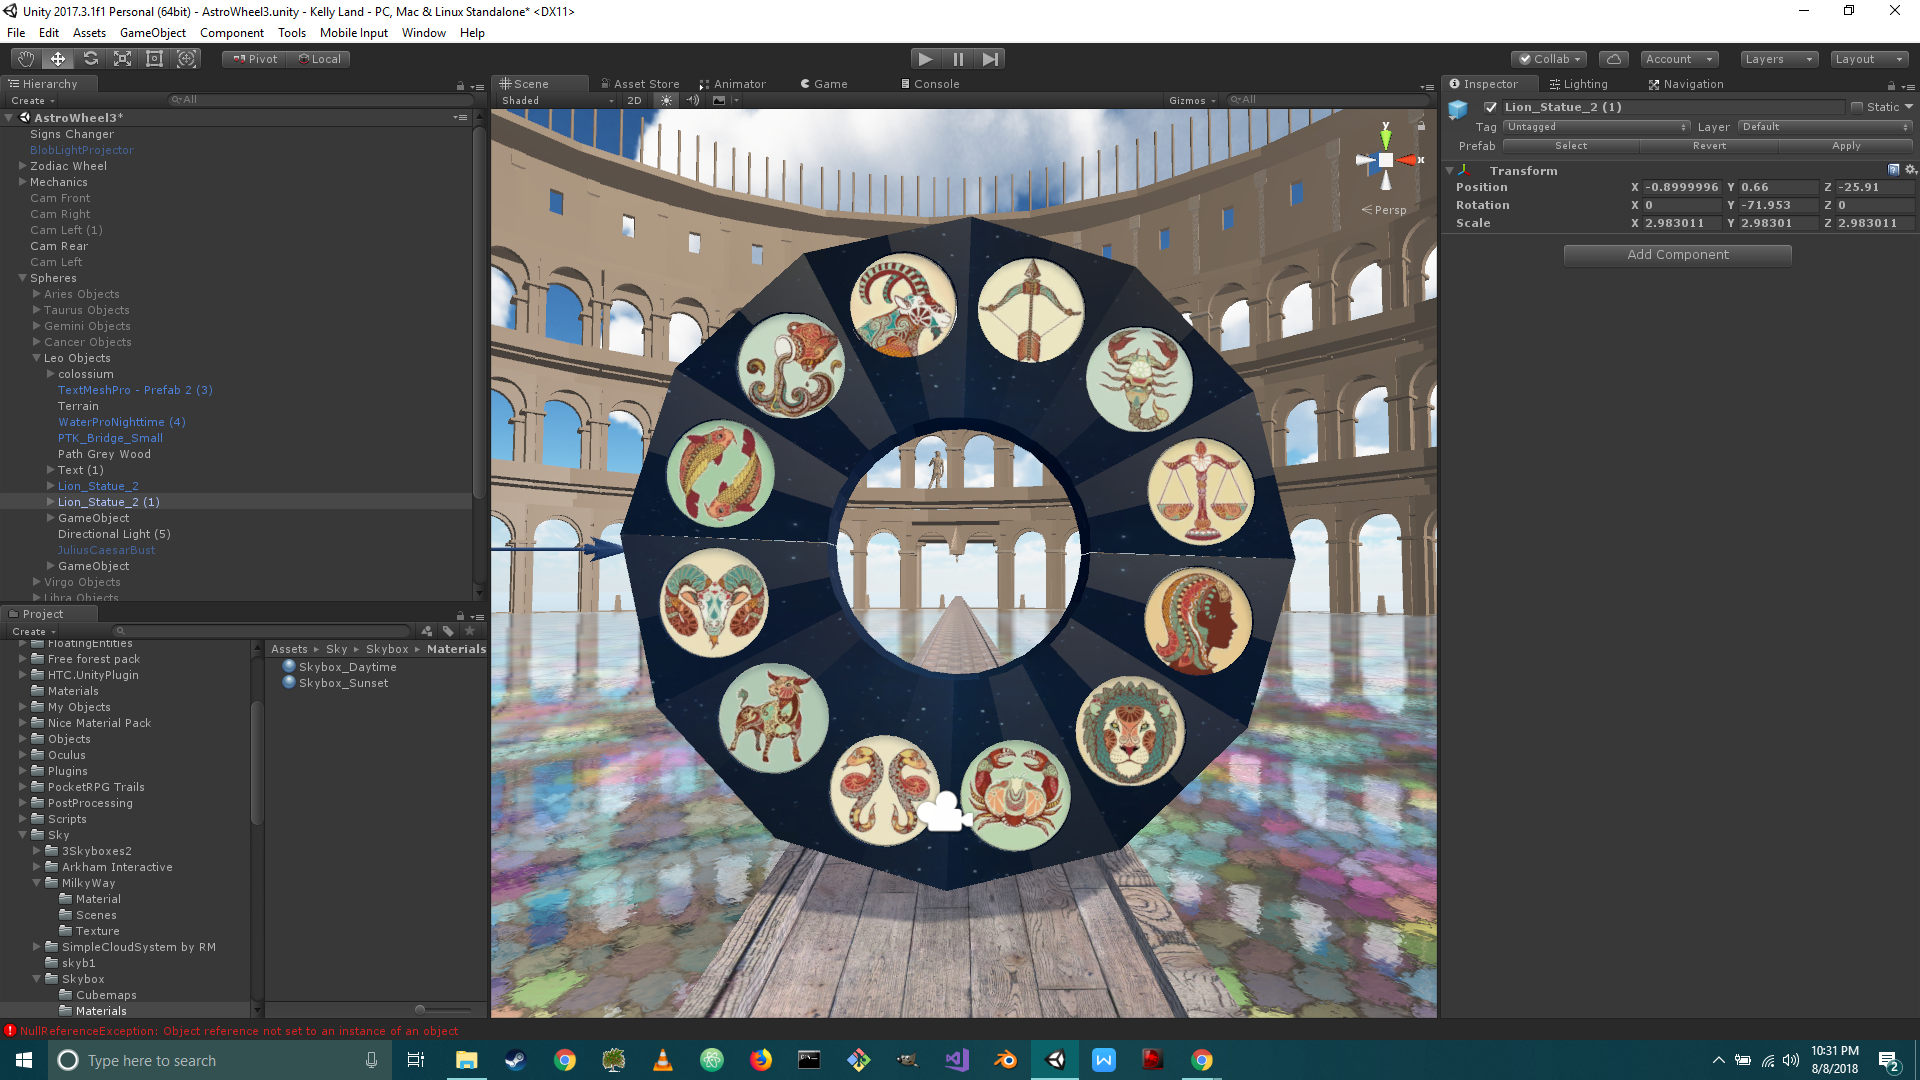 Unity 2017.3.1f1 Personal (64bit) - AstroWheel3.unity - Kelly Land - PC, Mac & Linux Standalone* <DX11>
File Edit Assets GameObject Component Tools Mobile Input Window Help
Pivot Local Collab Account Layers Layout
Hierarchy Scene Asset Store Animator Game Console Inspector Lighting Navigation
Create All Shaded 2D Gizmos All
AstroWheel3*
Signs Changer
BlobLightProjector
Zodiac Wheel
Mechanics
Cam Front
Cam Right
Cam Left (1)
Cam Rear
Cam Left
Spheres
Aries Objects
Taurus Objects
Gemini Objects
Cancer Objects
Leo Objects
colossium
TextMeshPro - Prefab 2 (3)
Terrain
WaterProNighttime (4)
PTK_Bridge_Small
Path Grey Wood
Text (1)
Lion_Statue_2
Lion_Statue_2 (1)
GameObject
Directional Light (5)
JuliusCaesarBust
GameObject
Virgo Objects
Libra Objects
y
x
Persp
Lion_Statue_2 (1) Static
Tag Untagged Layer Default
Prefab Select Revert Apply
Transform
Position X -0.8999996 Y 0.66 Z -25.91
Rotation X 0 Y -71.953 Z 0
Scale X 2.983011 Y 2.98301 Z 2.983011
Add Component
Project
Create
FloatingEntities
Free forest pack
HTC.UnityPlugin
Materials
My Objects
Nice Material Pack
Objects
Oculus
Plugins
PocketRPG Trails
PostProcessing
Scripts
Sky
3Skyboxes2
Arkham Interactive
MilkyWay
Material
Scenes
Texture
SimpleCloudSystem by RM
skyb1
Skybox
Cubemaps
Materials
Assets Sky Skybox Materials
Skybox_Daytime
Skybox_Sunset
NullReferenceException: Object reference not set to an instance of an object
Type here to search
10:31 PM
8/8/2018
2